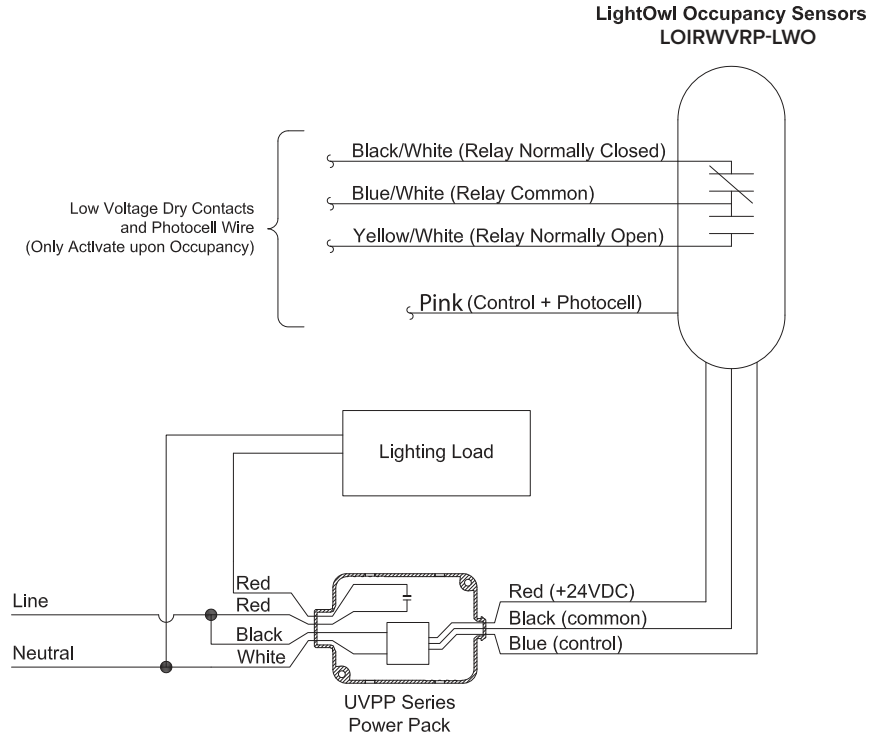 LightOwl Occupancy Sensors
LOIRWVRP-LWO
Black/White (Relay Normally Closed)
Blue/White (Relay Common)
Yellow/White (Relay Normally Open)
Low Voltage Dry Contacts
and Photocell Wire
(Only Activate upon Occupancy)
Pink (Control + Photocell)
Lighting Load
Red
Red
Black
White
Line
Neutral
Red (+24VDC)
Black (common)
Blue (control)
UVPP Series
Power Pack